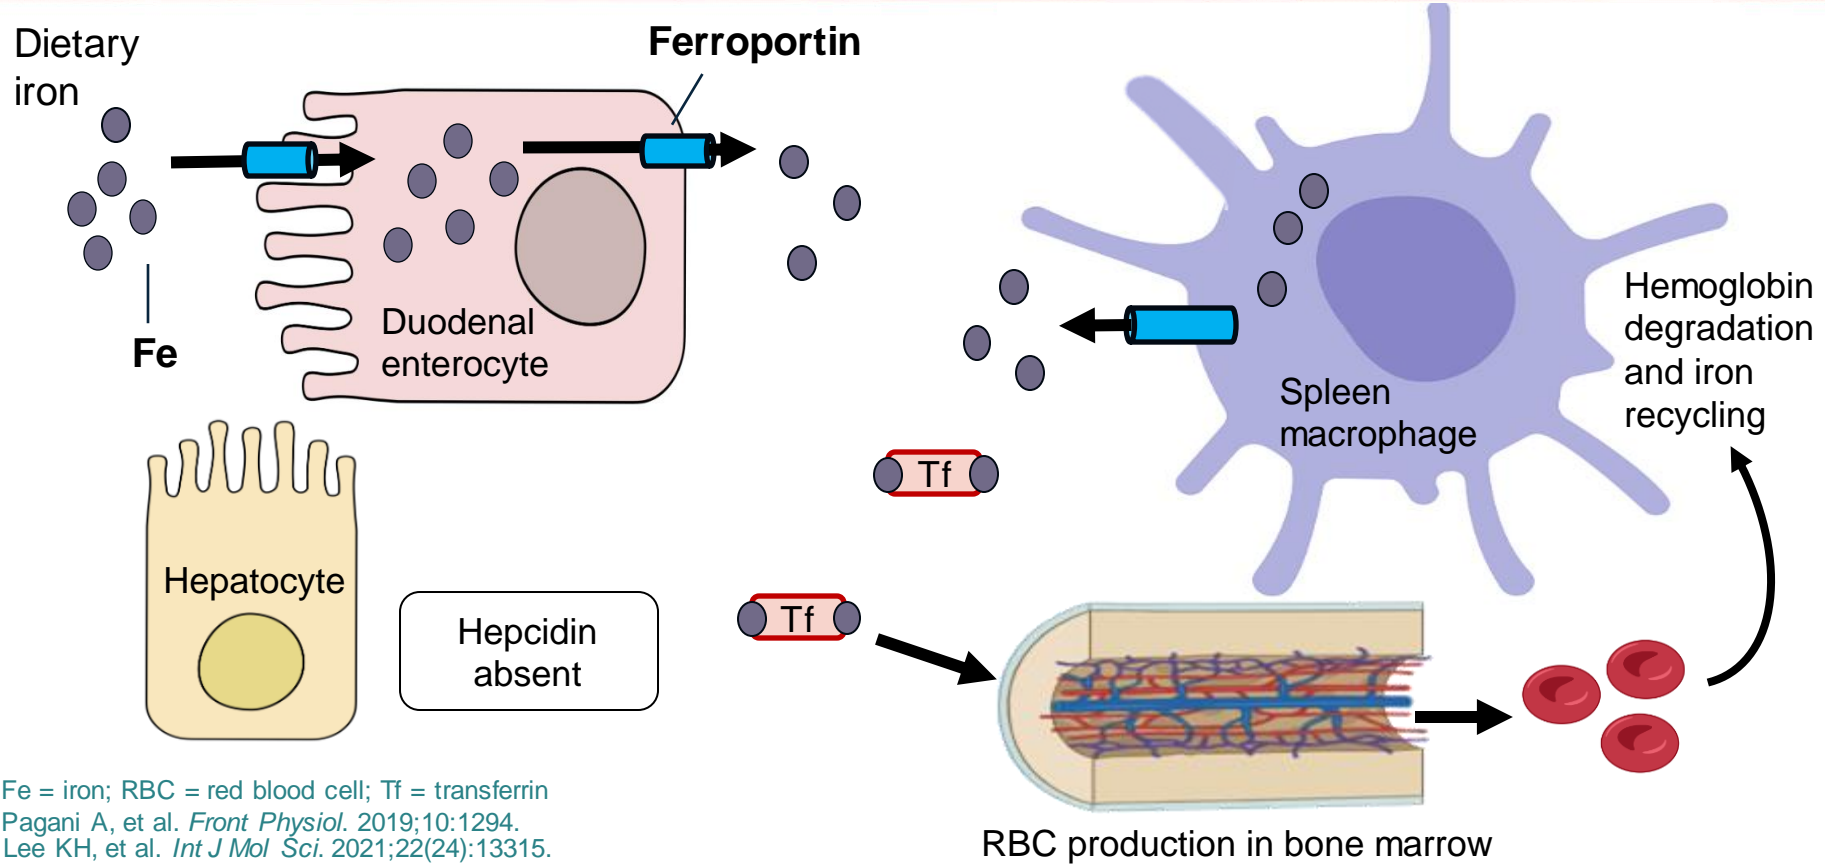 Dietary
iron
Ferroportin
Fe
Duodenal
enterocyte
Spleen
macrophage
Hemoglobin
degradation
and iron
recycling
Tf
Hepatocyte
Hepcidin
absent
Tf
RBC production in bone marrow
Fe = iron; RBC = red blood cell; Tf = transferrin
Pagani A, et al. Front Physiol. 2019;10:1294.
Lee KH, et al. Int J Mol Sci. 2021;22(24):13315.